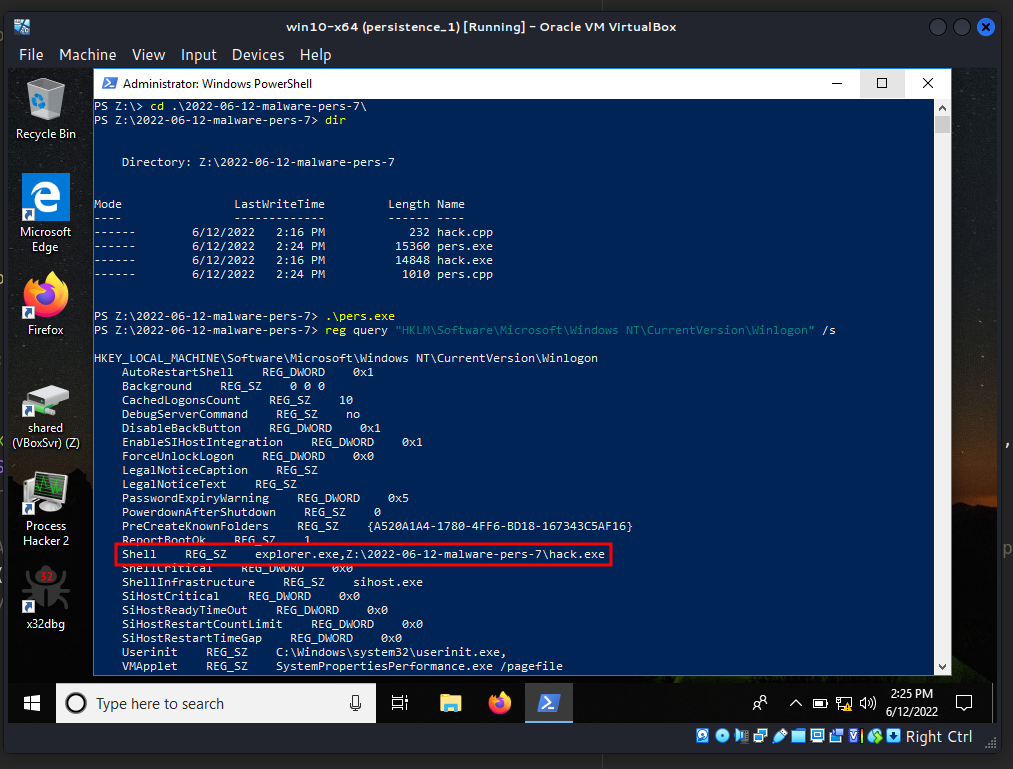 win10-x64 (persistence_1) [Running] - Oracle VM VirtualBox
File Machine View Input Devices Help
Recycle Bin
Microsoft
Edge
Firefox
shared
(VBoxSvr) (Z)
Process
Hacker 2
32
x32dbg
Administrator: Windows PowerShell
PS Z:\> cd .\2022-06-12-malware-pers-7\
PS Z:\2022-06-12-malware-pers-7> dir
Directory: Z:\2022-06-12-malware-pers-7
Mode LastWriteTime Length Name
---- ------------- ------ ----
------ 6/12/2022 2:16 PM 232 hack.cpp
------ 6/12/2022 2:24 PM 15360 pers.exe
------ 6/12/2022 2:16 PM 14848 hack.exe
------ 6/12/2022 2:24 PM 1010 pers.cpp
PS Z:\2022-06-12-malware-pers-7> .\pers.exe
PS Z:\2022-06-12-malware-pers-7> reg query "HKLM\Software\Microsoft\Windows NT\CurrentVersion\Winlogon" /s
HKEY_LOCAL_MACHINE\Software\Microsoft\Windows NT\CurrentVersion\Winlogon
AutoRestartShell REG_DWORD 0x1
Background REG_SZ 0 0 0
CachedLogonsCount REG_SZ 10
DebugServerCommand REG_SZ no
DisableBackButton REG_DWORD 0x1
EnableSIHostIntegration REG_DWORD 0x1
ForceUnlockLogon REG_DWORD 0x0
LegalNoticeCaption REG_SZ
LegalNoticeText REG_SZ
PasswordExpiryWarning REG_DWORD 0x5
PowerdownAfterShutdown REG_SZ 0
PreCreateKnownFolders REG_SZ {A520A1A4-1780-4FF6-BD18-167343C5AF16}
ReportBootOk REG_SZ 1
Shell REG_SZ explorer.exe,Z:\2022-06-12-malware-pers-7\hack.exe
ShellCritical REG_DWORD 0x0
ShellInfrastructure REG_SZ sihost.exe
SiHostCritical REG_DWORD 0x0
SiHostReadyTimeOut REG_DWORD 0x0
SiHostRestartCountLimit REG_DWORD 0x0
SiHostRestartTimeGap REG_DWORD 0x0
Userinit REG_SZ C:\Windows\system32\userinit.exe,
VMApplet REG_SZ SystemPropertiesPerformance.exe /pagefile
Type here to search
2:25 PM
6/12/2022
Right Ctrl